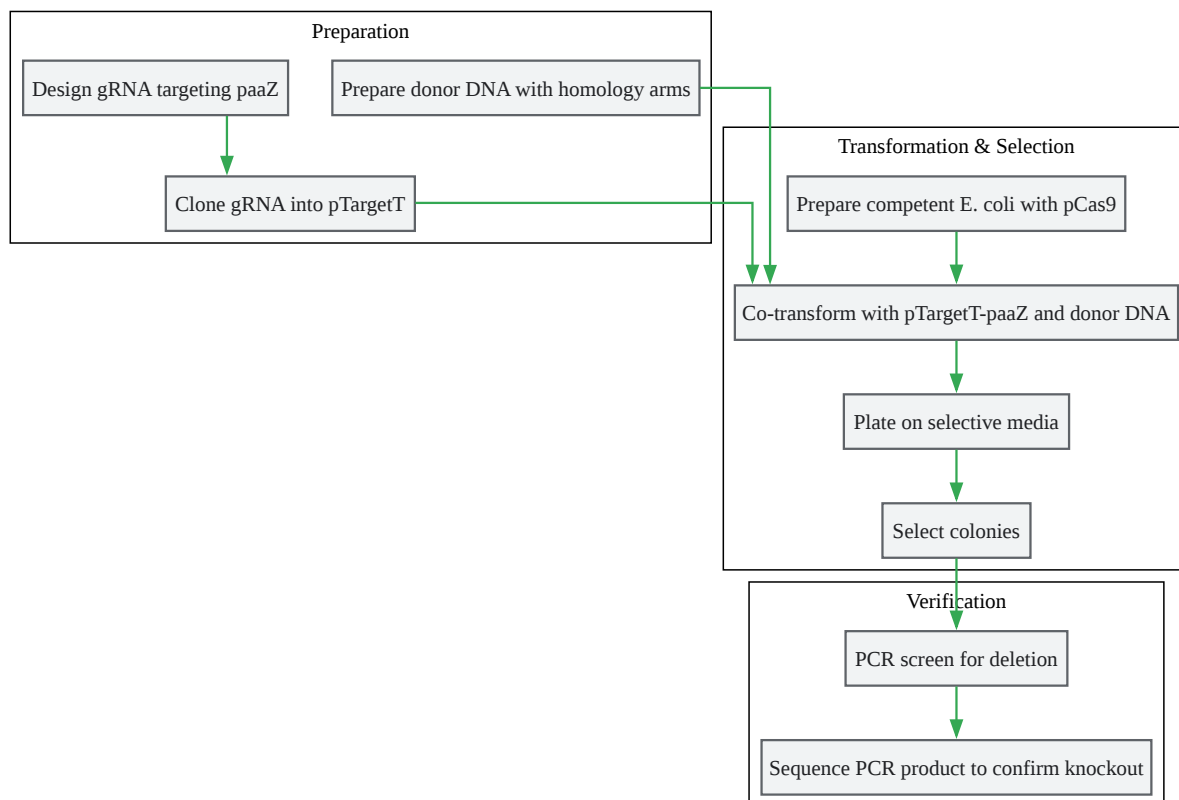 Preparation
Design gRNA targeting paaZ
Prepare donor DNA with homology arms
Clone gRNA into pTargetT
Transformation & Selection
Prepare competent E. coli with pCas9
Co-transform with pTargetT-paaZ and donor DNA
Plate on selective media
Select colonies
Verification
PCR screen for deletion
Sequence PCR product to confirm knockout